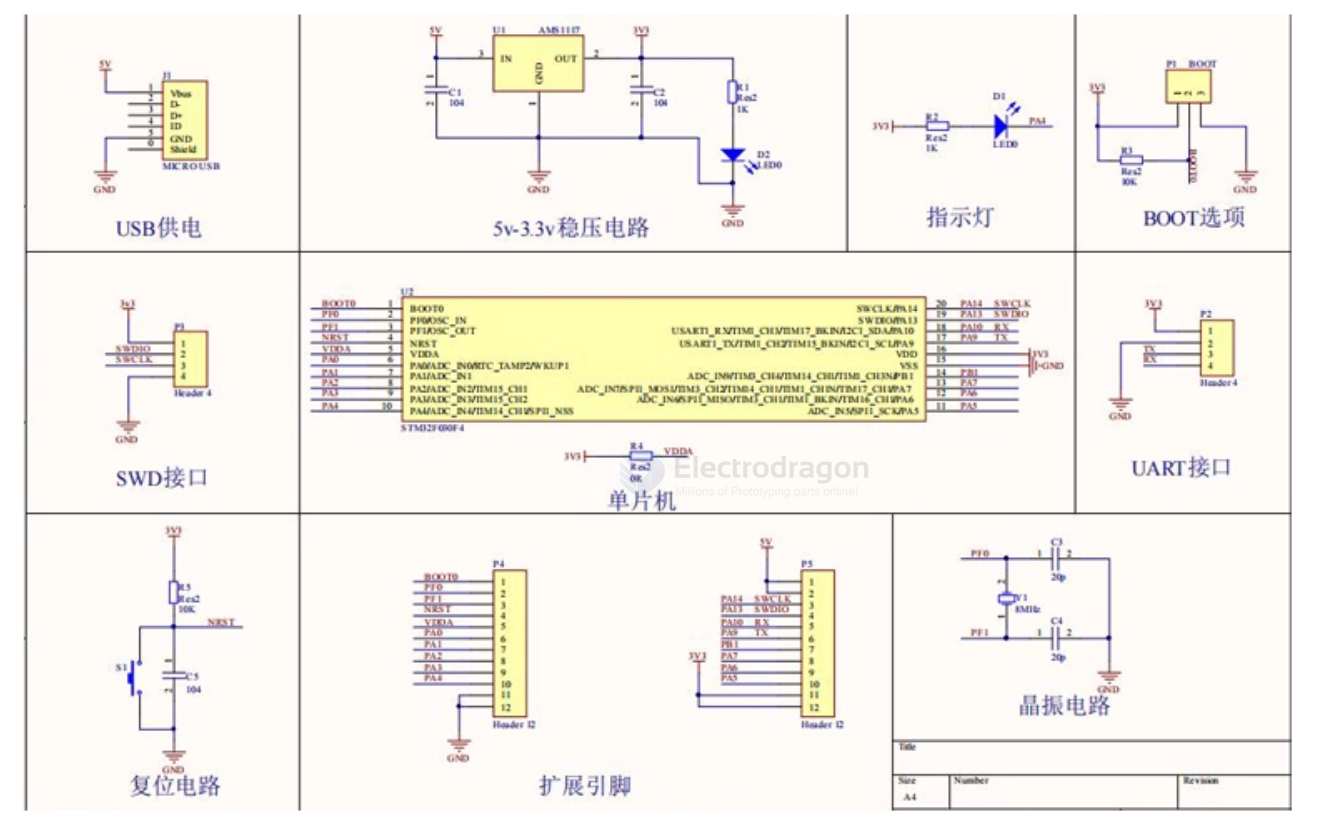 5V
J1
1
2
3
4
5
0
Vbus
D-
D+
ID
GND
Shield
MICROUSB
GND
USB供电
5V
U1
AMS1117
3V3
3
IN
OUT
2
GND
1
1
C1
2
104
1
C2
2
104
R1
Res2
1K
D2
LED0
GND
GND
5v-3.3v稳压电路
D1
3V3
R2
Res2
1K
LED0
PA4
指示灯
P1
BOOT
3V3
1
2
3
R3
Res2
10K
BOOT0
GND
BOOT选项
3v3
P3
SWDIO
SWCLK
1
2
3
4
Header 4
GND
SWD接口
U2
BOOT0 1 BOOT0
PF0 2 PF0/OSC_IN
PF1 3 PF1/OSC_OUT
NRST 4 NRST
VDDA 5 VDDA
PA0 6 PA0/ADC_IN0/RTC_TAMP2/WKUP1
PA1 7 PA1/ADC_IN1
PA2 8 PA2/ADC_IN2/TIM15_CH1
PA3 9 PA3/ADC_IN3/TIM15_CH2
PA4 10 PA4/ADC_IN4/TIM14_CH1/SPI1_NSS
SWCLK/PA14 20 PA14 SWCLK
SWDIO/PA13 19 PA13 SWDIO
USART1_RX/TIM1_CH3/TIM17_BKIN/I2C1_SDA/PA10 18 PA10 RX
USART1_TX/TIM1_CH2/TIM15_BKIN/I2C1_SCL/PA9 17 PA9 TX
VDD 16 3V3
VSS 15 GND
ADC_IN9/TIM3_CH4/TIM14_CH1/TIM1_CH3N/PB1 14 PB1
ADC_IN7/SPI1_MOSI/TIM3_CH2/TIM14_CH1/TIM1_CH1N/TIM17_CH1/PA7 13 PA7
ADC_IN6/SPI1_MISO/TIM3_CH1/TIM1_BKIN/TIM16_CH1/PA6 12 PA6
ADC_IN5/SPI1_SCK/PA5 11 PA5
STM32F030F4
3V3
R4
Res2
0R
VDDA
Electrodragon
Millions of Prototyping parts online!
单片机
3V3
P2
TX
RX
1
2
3
4
Header 4
GND
UART接口
3V3
R5
Res2
10K
NRST
S1
1
2
C5
104
GND
复位电路
P4
BOOT0 1
PF0 2
PF1 3
NRST 4
VDDA 5
PA0 6
PA1 7
PA2 8
PA3 9
PA4 10
11
12
Header 12
GND
5V
P5
1
2
PA14 SWCLK 3
PA13 SWDIO 4
PA10 RX 5
PA9 TX 6
PB1 7
PA7 8
PA6 9
PA5 10
3V3
11
12
Header 12
扩展引脚
PF0
C3
1
2
20p
2
Y1
8MHz
1
PF1
C4
1
2
20p
GND
晶振电路
Title
Size
Number
Revision
A4